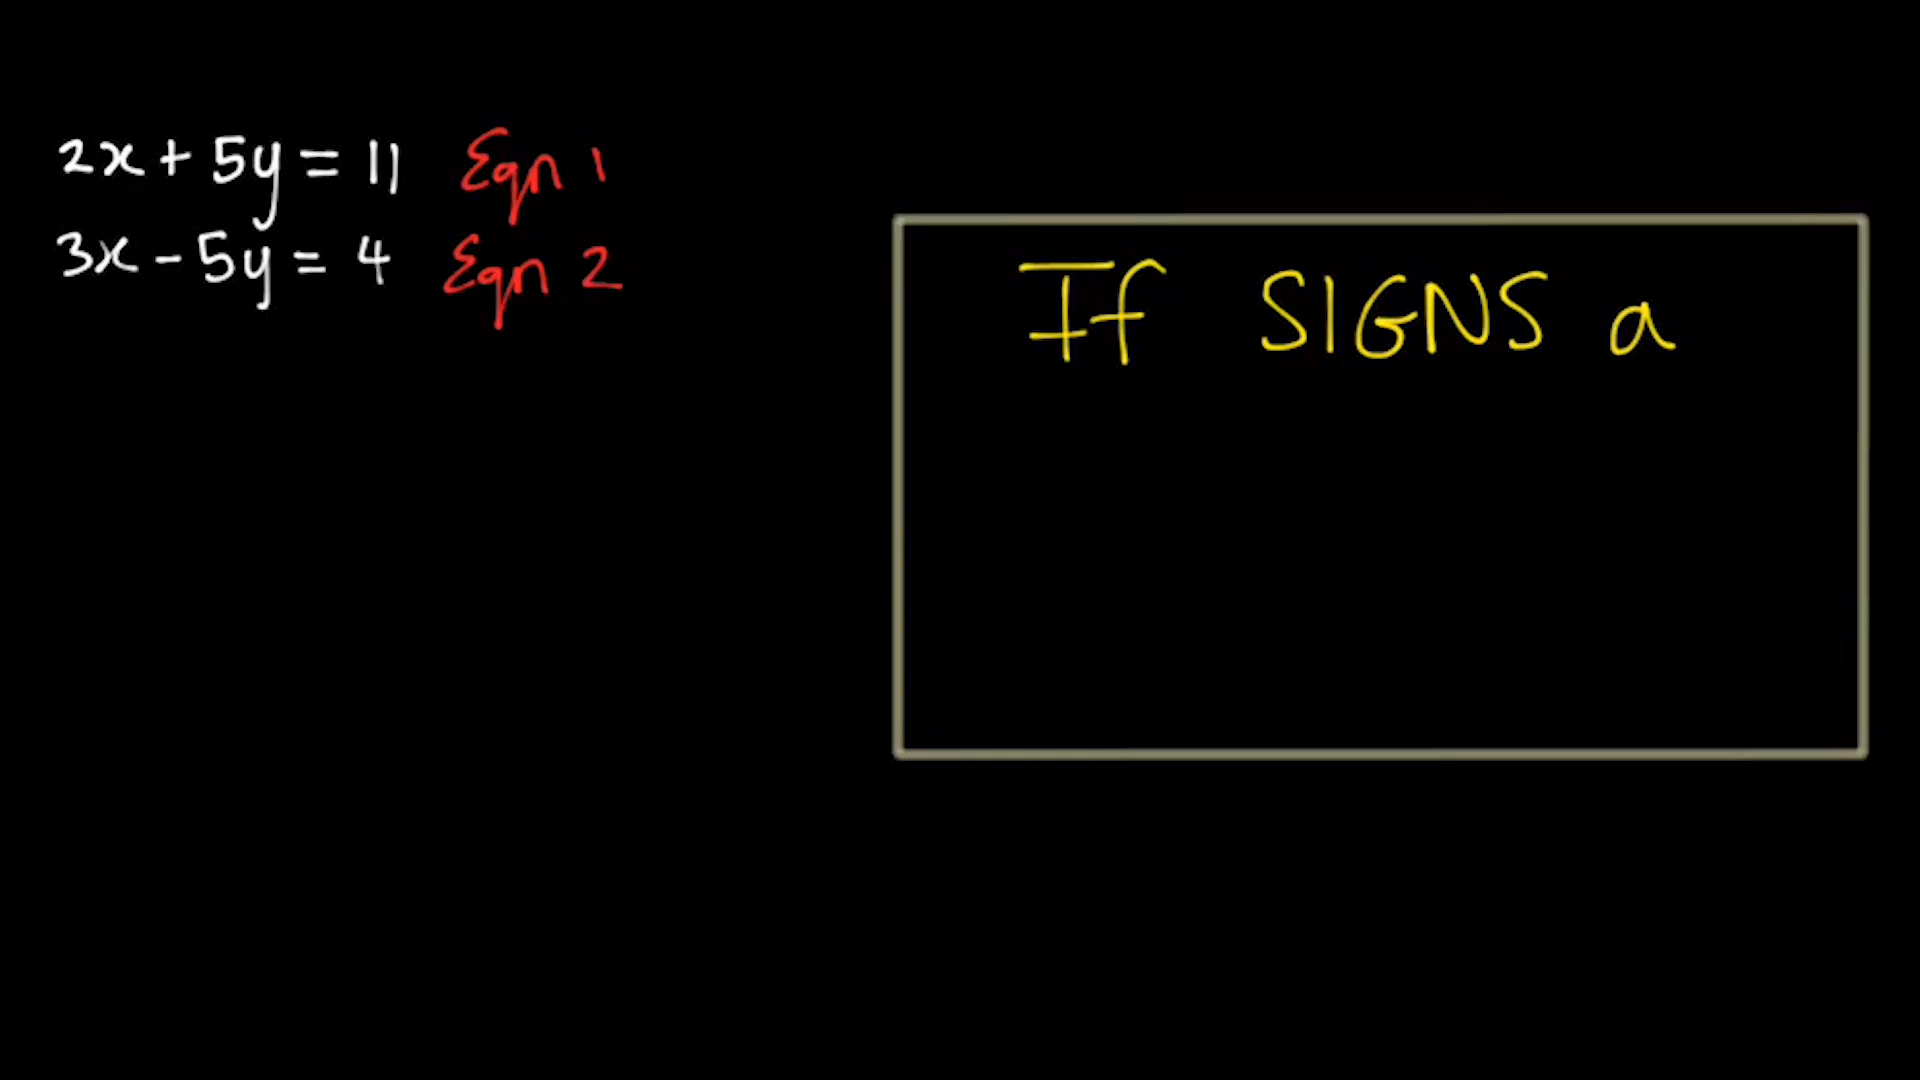 2x + 5y = 11 Eqn 1
3x - 5y = 4 Eqn 2
If SIGNS a